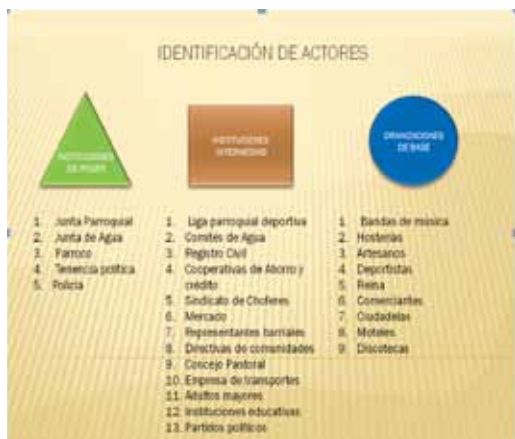 IDENTIFICACIÓN DE ACTORES
INSTITUCIONES
DE PODER
1. Junta Parroquial
2. Junta de Agua
3. Parroco
4. Tenencia política
5. Policía
INSTITUCIONES
INTERMEDIAS
1. Liga parroquial deportiva
2. Comités de Agua
3. Registro Civil
4. Cooperativas de Ahorro y
crédito
5. Sindicato de Choferes
6. Mercado
7. Representantes barriales
8. Directivas de comunidades
9. Concejo Pastoral
10. Empresa de transportes
11. Adultos mayores
12. Instituciones educativas
13. Partidos políticos
ORGANIZACIONES
DE BASE
1. Bandas de música
2. Hosterías
3. Artesanos
4. Deportistas
5. Reina
6. Comerciantes
7. Ciudadelas
8. Moteles
9. Discotecas